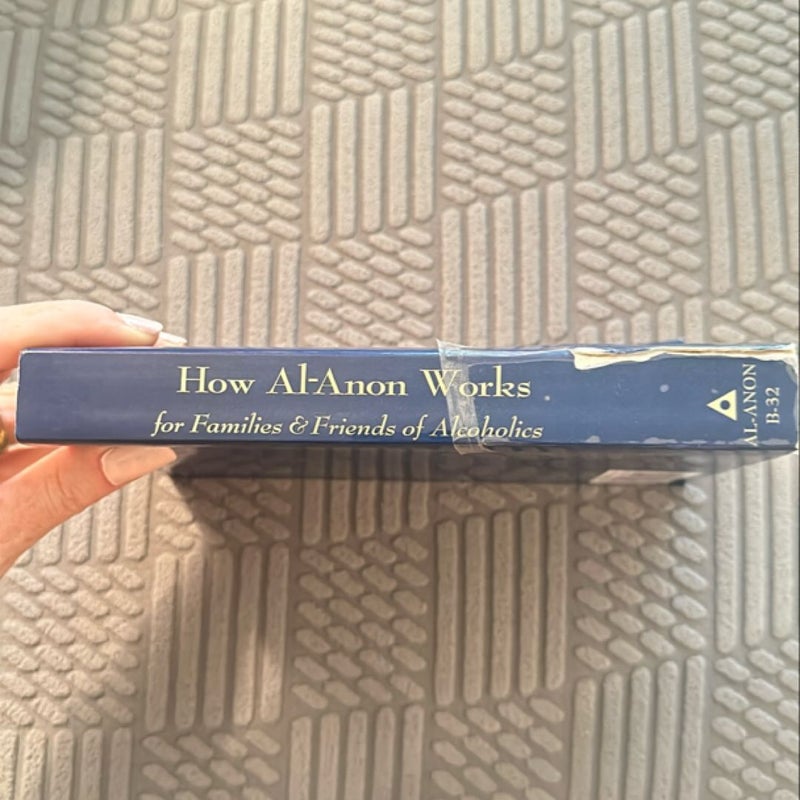 How Al-Anon Works
for Families & Friends of Alcoholics
AL-ANON
B-32